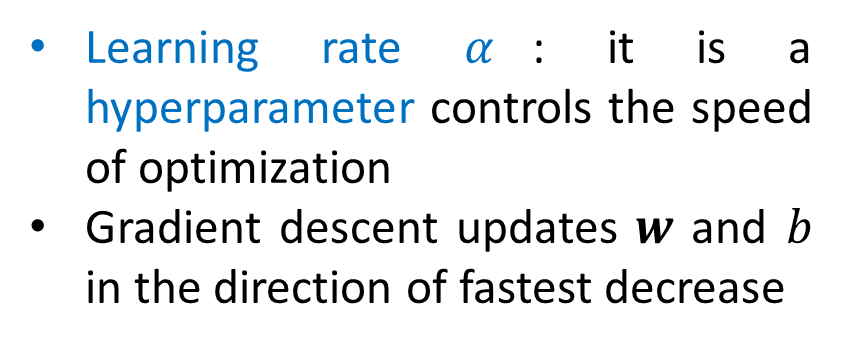 • Learning rate α : it is a
hyperparameter controls the speed
of optimization
• Gradient descent updates w and b
in the direction of fastest decrease